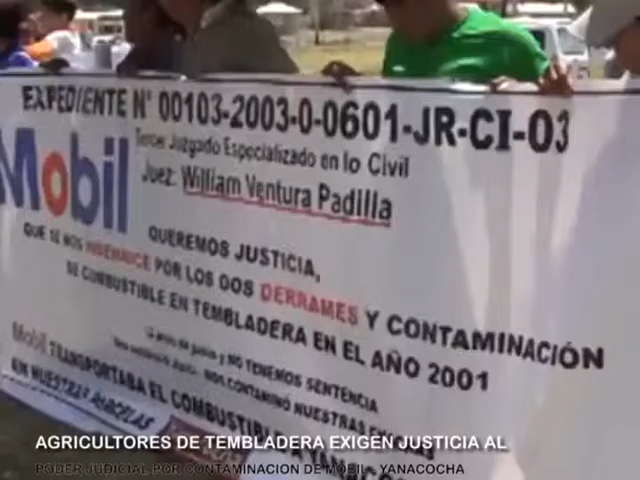 EXPEDIENTE N° 00103-2003-0-0601-JR-CI-03
Tercer Juzgado Especializado en lo Civil
Mobil
Juez: William Ventura Padilla
QUEREMOS JUSTICIA,
QUE SE NOS INDEMNICE POR LOS DOS DERRAMES Y CONTAMINACIÓN
DE COMBUSTIBLE EN TEMBLADERA EN EL AÑO 2001
NO TENEMOS SENTENCIA
NOS CONTAMINÓ NUESTRAS
Mobil TRANSPORTABA EL COMBUSTIBLE
EN NUESTRAS PARCELAS
AGRICULTORES DE TEMBLADERA EXIGEN JUSTICIA AL
PODER JUDICIAL POR CONTAMINACION DE MOBIL - YANACOCHA